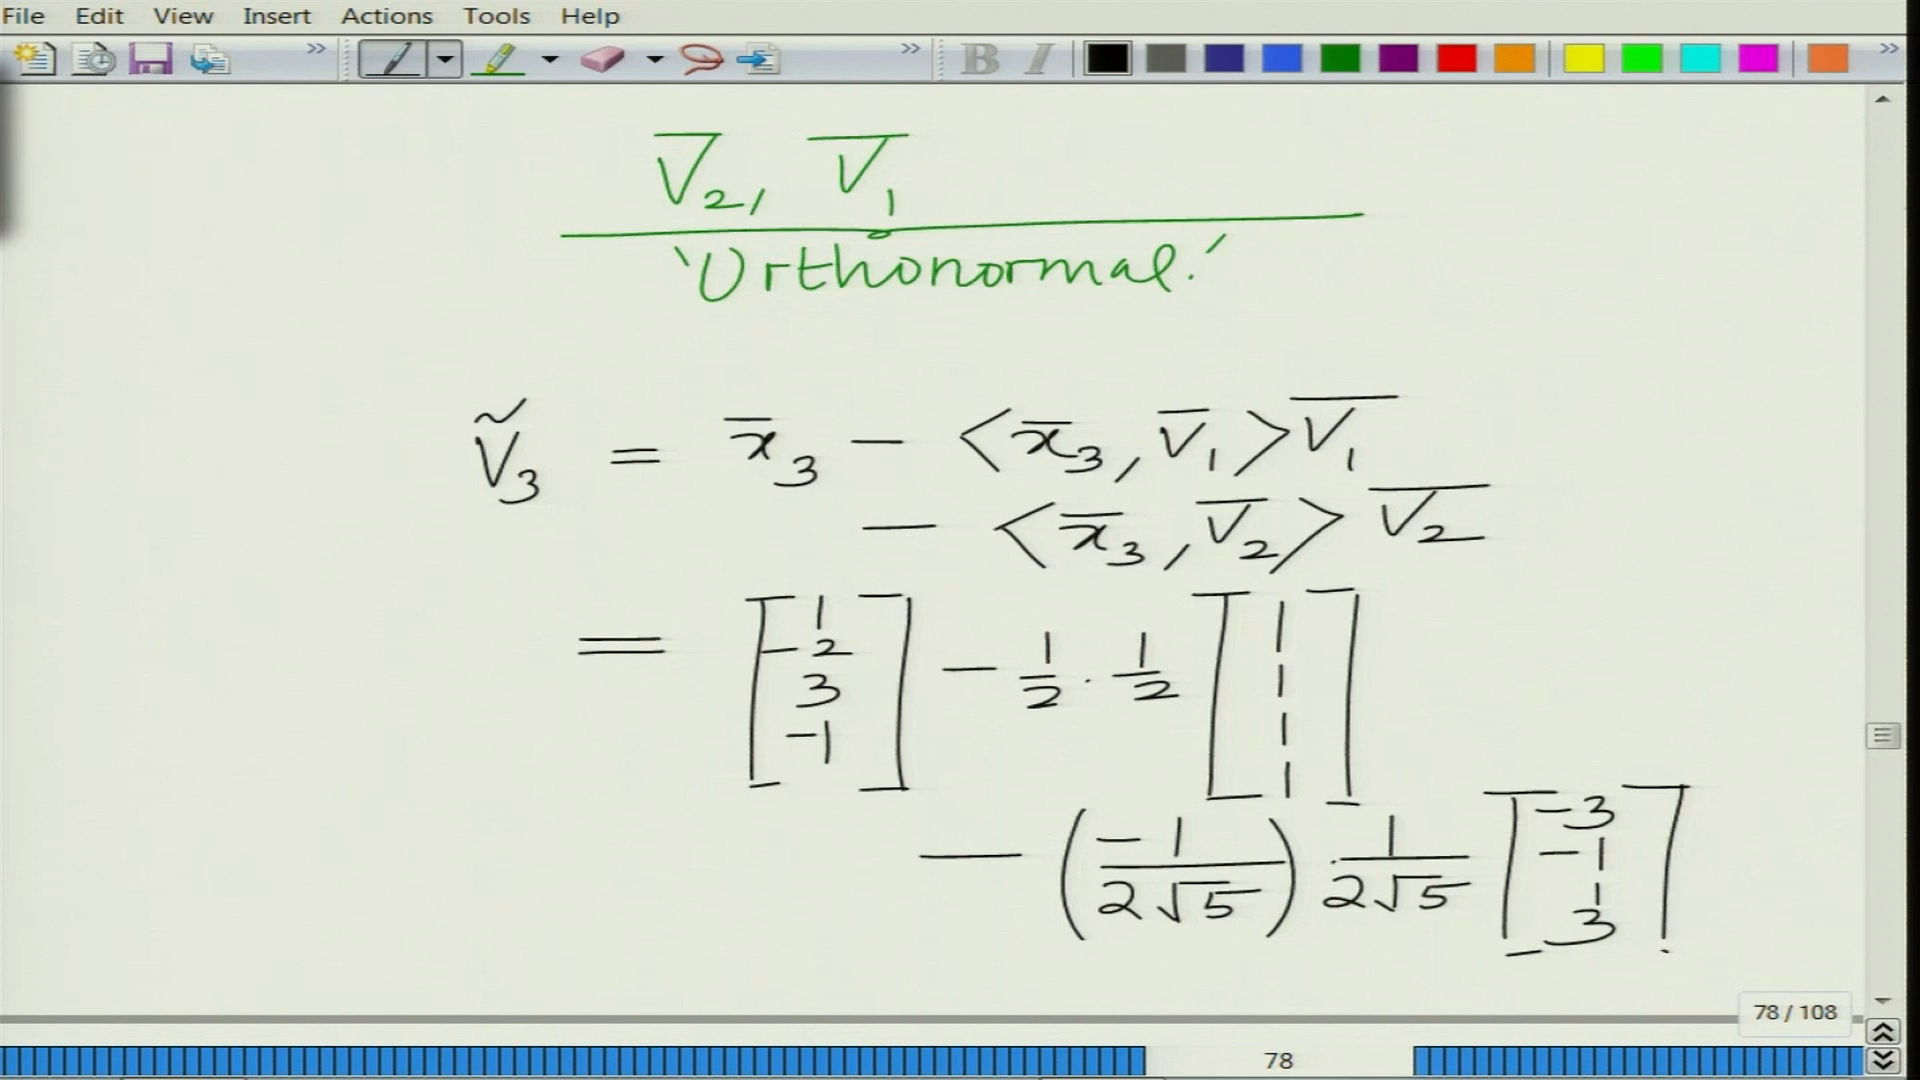 File Edit View Insert Actions Tools Help
B I
V̅₂, V̅₁
'Orthonormal.'
Ṽ₃ = x̅₃ − <x̅₃, V̅₁> V̅₁
− <x̅₃, V̅₂> V̅₂
= [1 −2 3 −1] − 1/2 · 1/2 [1 1 1 1]
− (−1/2√5) · 1/2√5 [−3 −1 1 3]
78 / 108
78